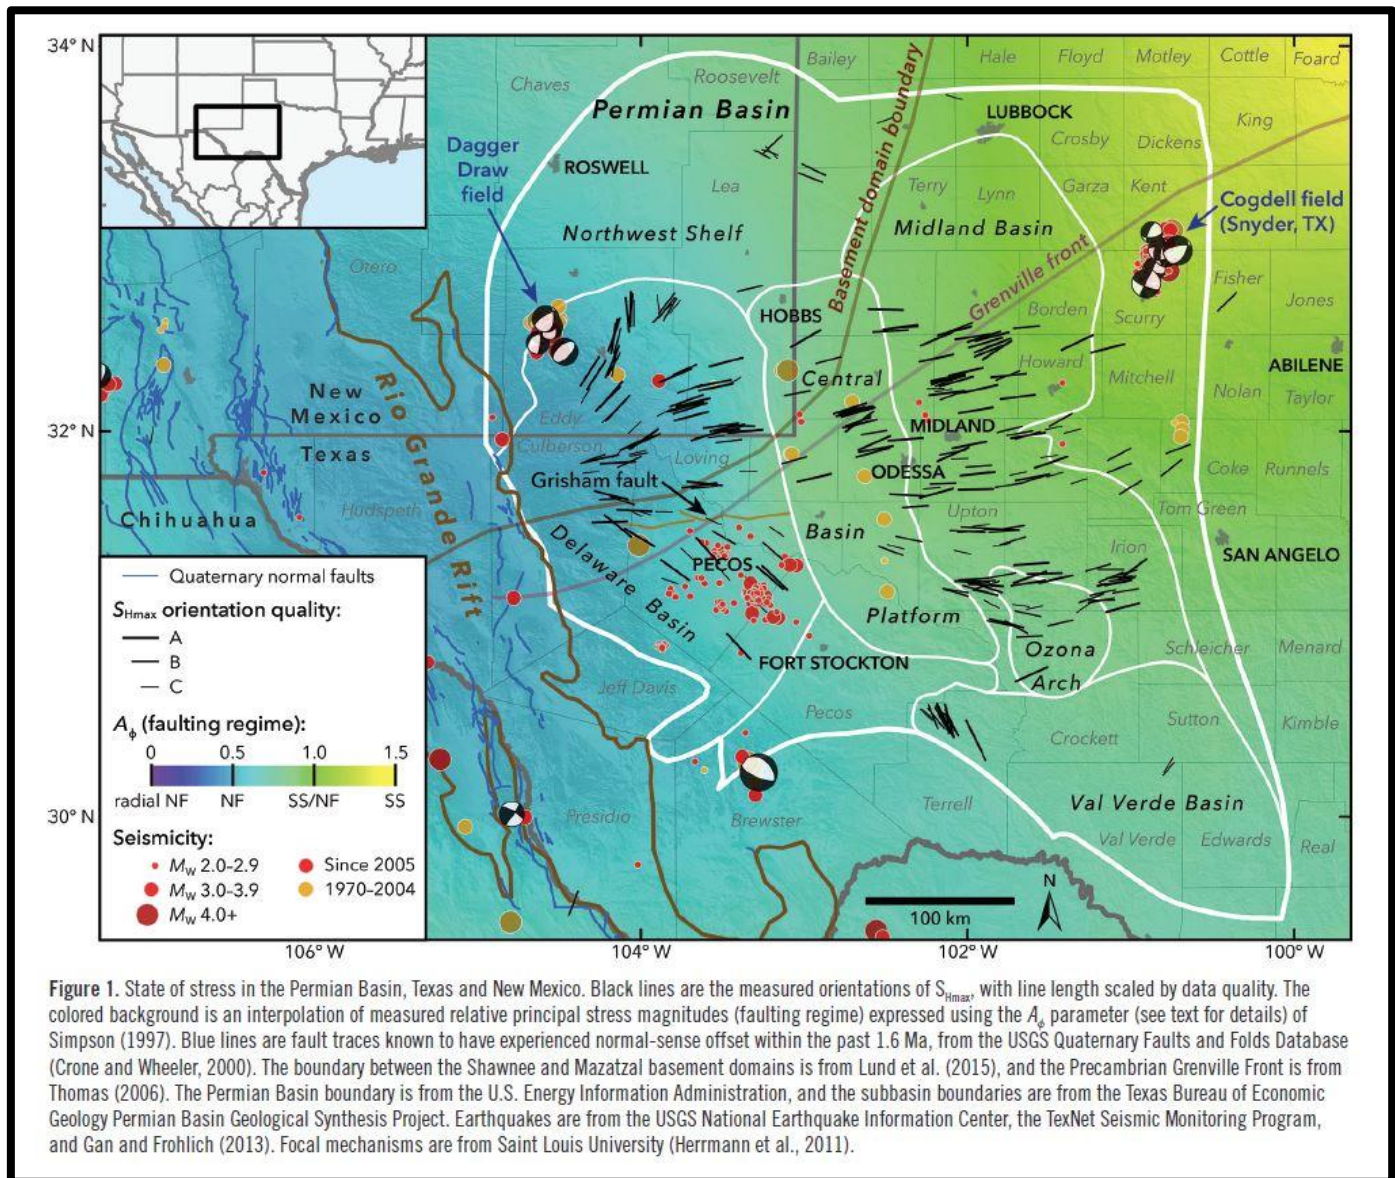 34° N
Bailey
Hale
Floyd
Motley
Cottle
Foard
Chaves
Roosevelt
Permian Basin
Basement domain boundary
LUBBOCK
King
Crosby
Dickens
Dagger
Draw
field
ROSWELL
Lea
Terry
Lynn
Garza
Kent
Cogdell field
(Snyder, TX)
Northwest Shelf
Midland Basin
Grenville front
Otero
Fisher
Jones
HOBBS
Borden
Scurry
Howard
ABILENE
Central
Mitchell
Nolan
Taylor
New
Mexico
Rio Grande Rift
Eddy
32° N
Texas
Culberson
Loving
MIDLAND
Grisham fault
ODESSA
Coke
Runnels
Chihuahua
Hudspeth
Upton
Tom Green
Delaware Basin
Basin
Irion
SAN ANGELO
PECOS
Platform
Ozona
Arch
Schleicher
Menard
FORT STOCKTON
Jeff Davis
Pecos
Sutton
Kimble
Crockett
Terrell
Val Verde Basin
Presidio
Brewster
Val Verde
Edwards
Real
30° N
Quaternary normal faults
SHmax orientation quality:
A
B
C
Aϕ (faulting regime):
0 0.5 1.0 1.5
radial NF NF SS/NF SS
Seismicity:
Mw 2.0-2.9 Since 2005
Mw 3.0-3.9 1970-2004
Mw 4.0+
N
100 km
106° W 104° W 102° W 100° W
Figure 1. State of stress in the Permian Basin, Texas and New Mexico. Black lines are the measured orientations of SHmax, with line length scaled by data quality. The
colored background is an interpolation of measured relative principal stress magnitudes (faulting regime) expressed using the Aϕ parameter (see text for details) of
Simpson (1997). Blue lines are fault traces known to have experienced normal-sense offset within the past 1.6 Ma, from the USGS Quaternary Faults and Folds Database
(Crone and Wheeler, 2000). The boundary between the Shawnee and Mazatzal basement domains is from Lund et al. (2015), and the Precambrian Grenville Front is from
Thomas (2006). The Permian Basin boundary is from the U.S. Energy Information Administration, and the subbasin boundaries are from the Texas Bureau of Economic
Geology Permian Basin Geological Synthesis Project. Earthquakes are from the USGS National Earthquake Information Center, the TexNet Seismic Monitoring Program,
and Gan and Frohlich (2013). Focal mechanisms are from Saint Louis University (Herrmann et al., 2011).